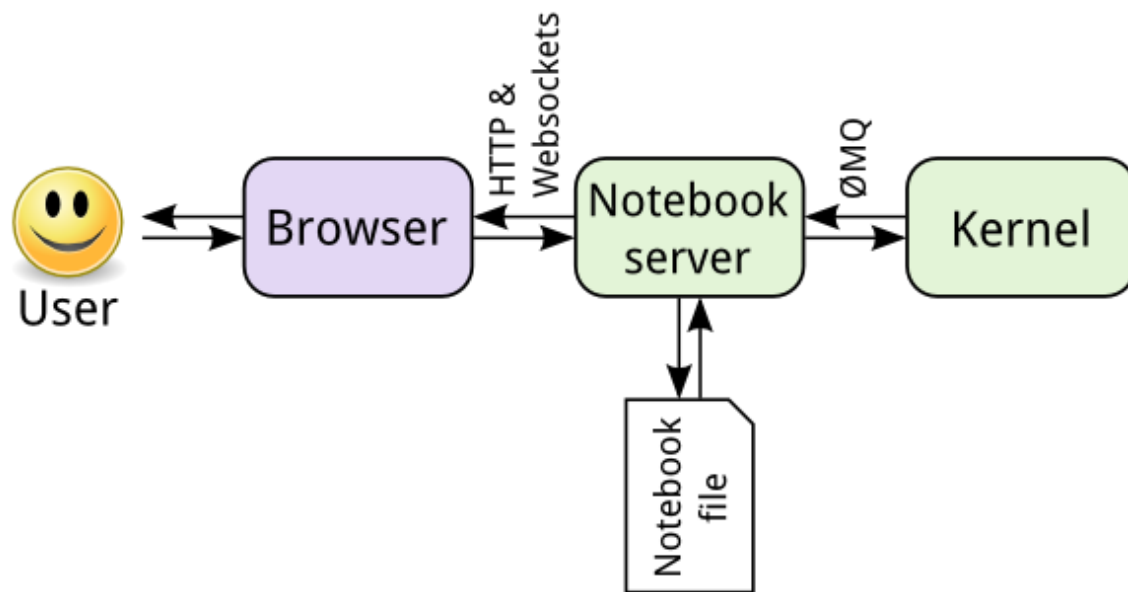 User
Browser
HTTP &
Websockets
Notebook
server
ØMQ
Kernel
Notebook
file